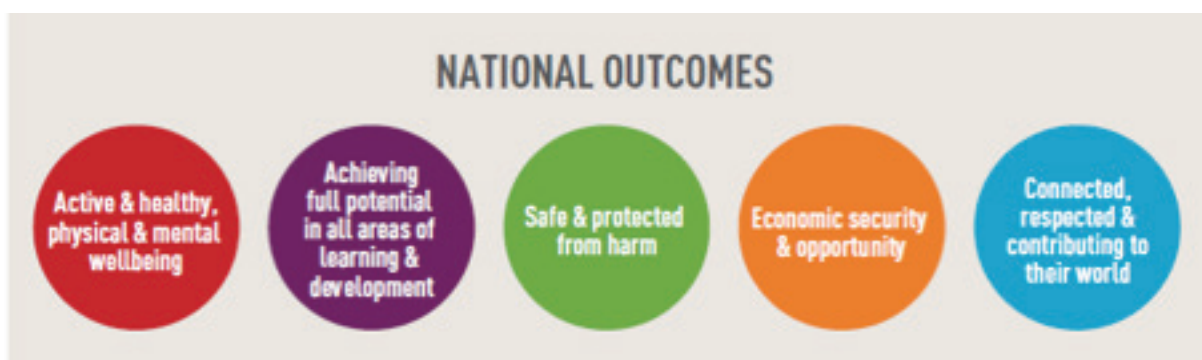 NATIONAL OUTCOMES
Active & healthy,
physical & mental
wellbeing
Achieving
full potential
in all areas of
learning &
development
Safe & protected
from harm
Economic security
& opportunity
Connected,
respected &
contributing to
their world